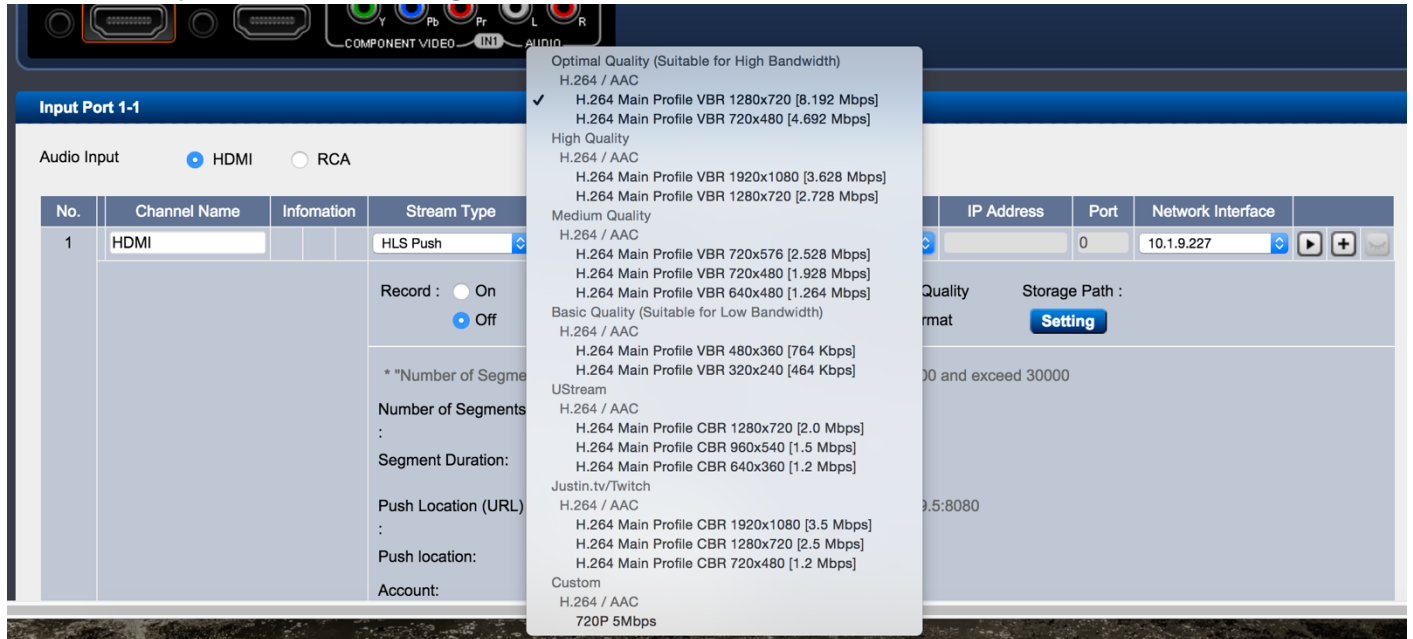 Y Pb Pr L R
COMPONENT VIDEO IN1 AUDIO
Input Port 1-1
Audio Input HDMI RCA
No. Channel Name Infomation Stream Type IP Address Port Network Interface
1 HDMI HLS Push 0 10.1.9.227
Record : On Quality Storage Path :
Off rmat Setting
* "Number of Segme 00 and exceed 30000
Number of Segments
:
Segment Duration:
Push Location (URL) 9.5:8080
:
Push location:
Account:
Optimal Quality (Suitable for High Bandwidth)
H.264 / AAC
✓ H.264 Main Profile VBR 1280x720 [8.192 Mbps]
H.264 Main Profile VBR 720x480 [4.692 Mbps]
High Quality
H.264 / AAC
H.264 Main Profile VBR 1920x1080 [3.628 Mbps]
H.264 Main Profile VBR 1280x720 [2.728 Mbps]
Medium Quality
H.264 / AAC
H.264 Main Profile VBR 720x576 [2.528 Mbps]
H.264 Main Profile VBR 720x480 [1.928 Mbps]
H.264 Main Profile VBR 640x480 [1.264 Mbps]
Basic Quality (Suitable for Low Bandwidth)
H.264 / AAC
H.264 Main Profile VBR 480x360 [764 Kbps]
H.264 Main Profile VBR 320x240 [464 Kbps]
UStream
H.264 / AAC
H.264 Main Profile CBR 1280x720 [2.0 Mbps]
H.264 Main Profile CBR 960x540 [1.5 Mbps]
H.264 Main Profile CBR 640x360 [1.2 Mbps]
Justin.tv/Twitch
H.264 / AAC
H.264 Main Profile CBR 1920x1080 [3.5 Mbps]
H.264 Main Profile CBR 1280x720 [2.5 Mbps]
H.264 Main Profile CBR 720x480 [1.2 Mbps]
Custom
H.264 / AAC
720P 5Mbps